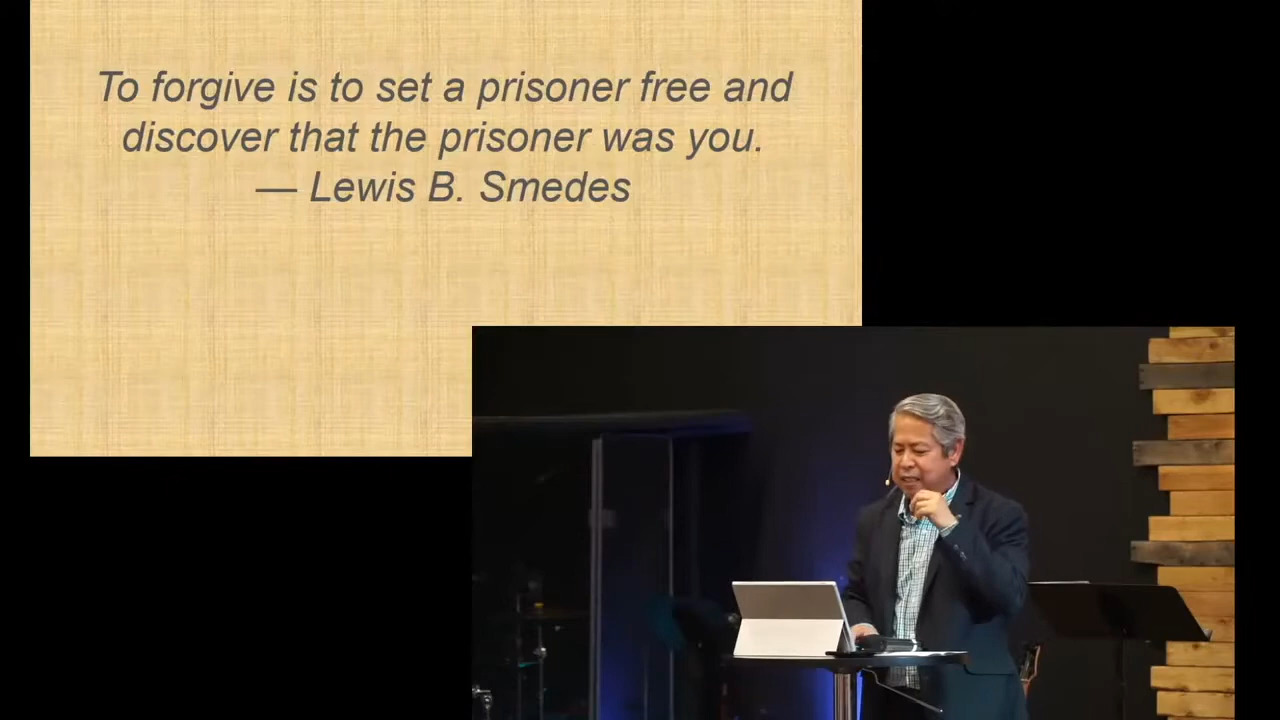 To forgive is to set a prisoner free and
discover that the prisoner was you.
— Lewis B. Smedes